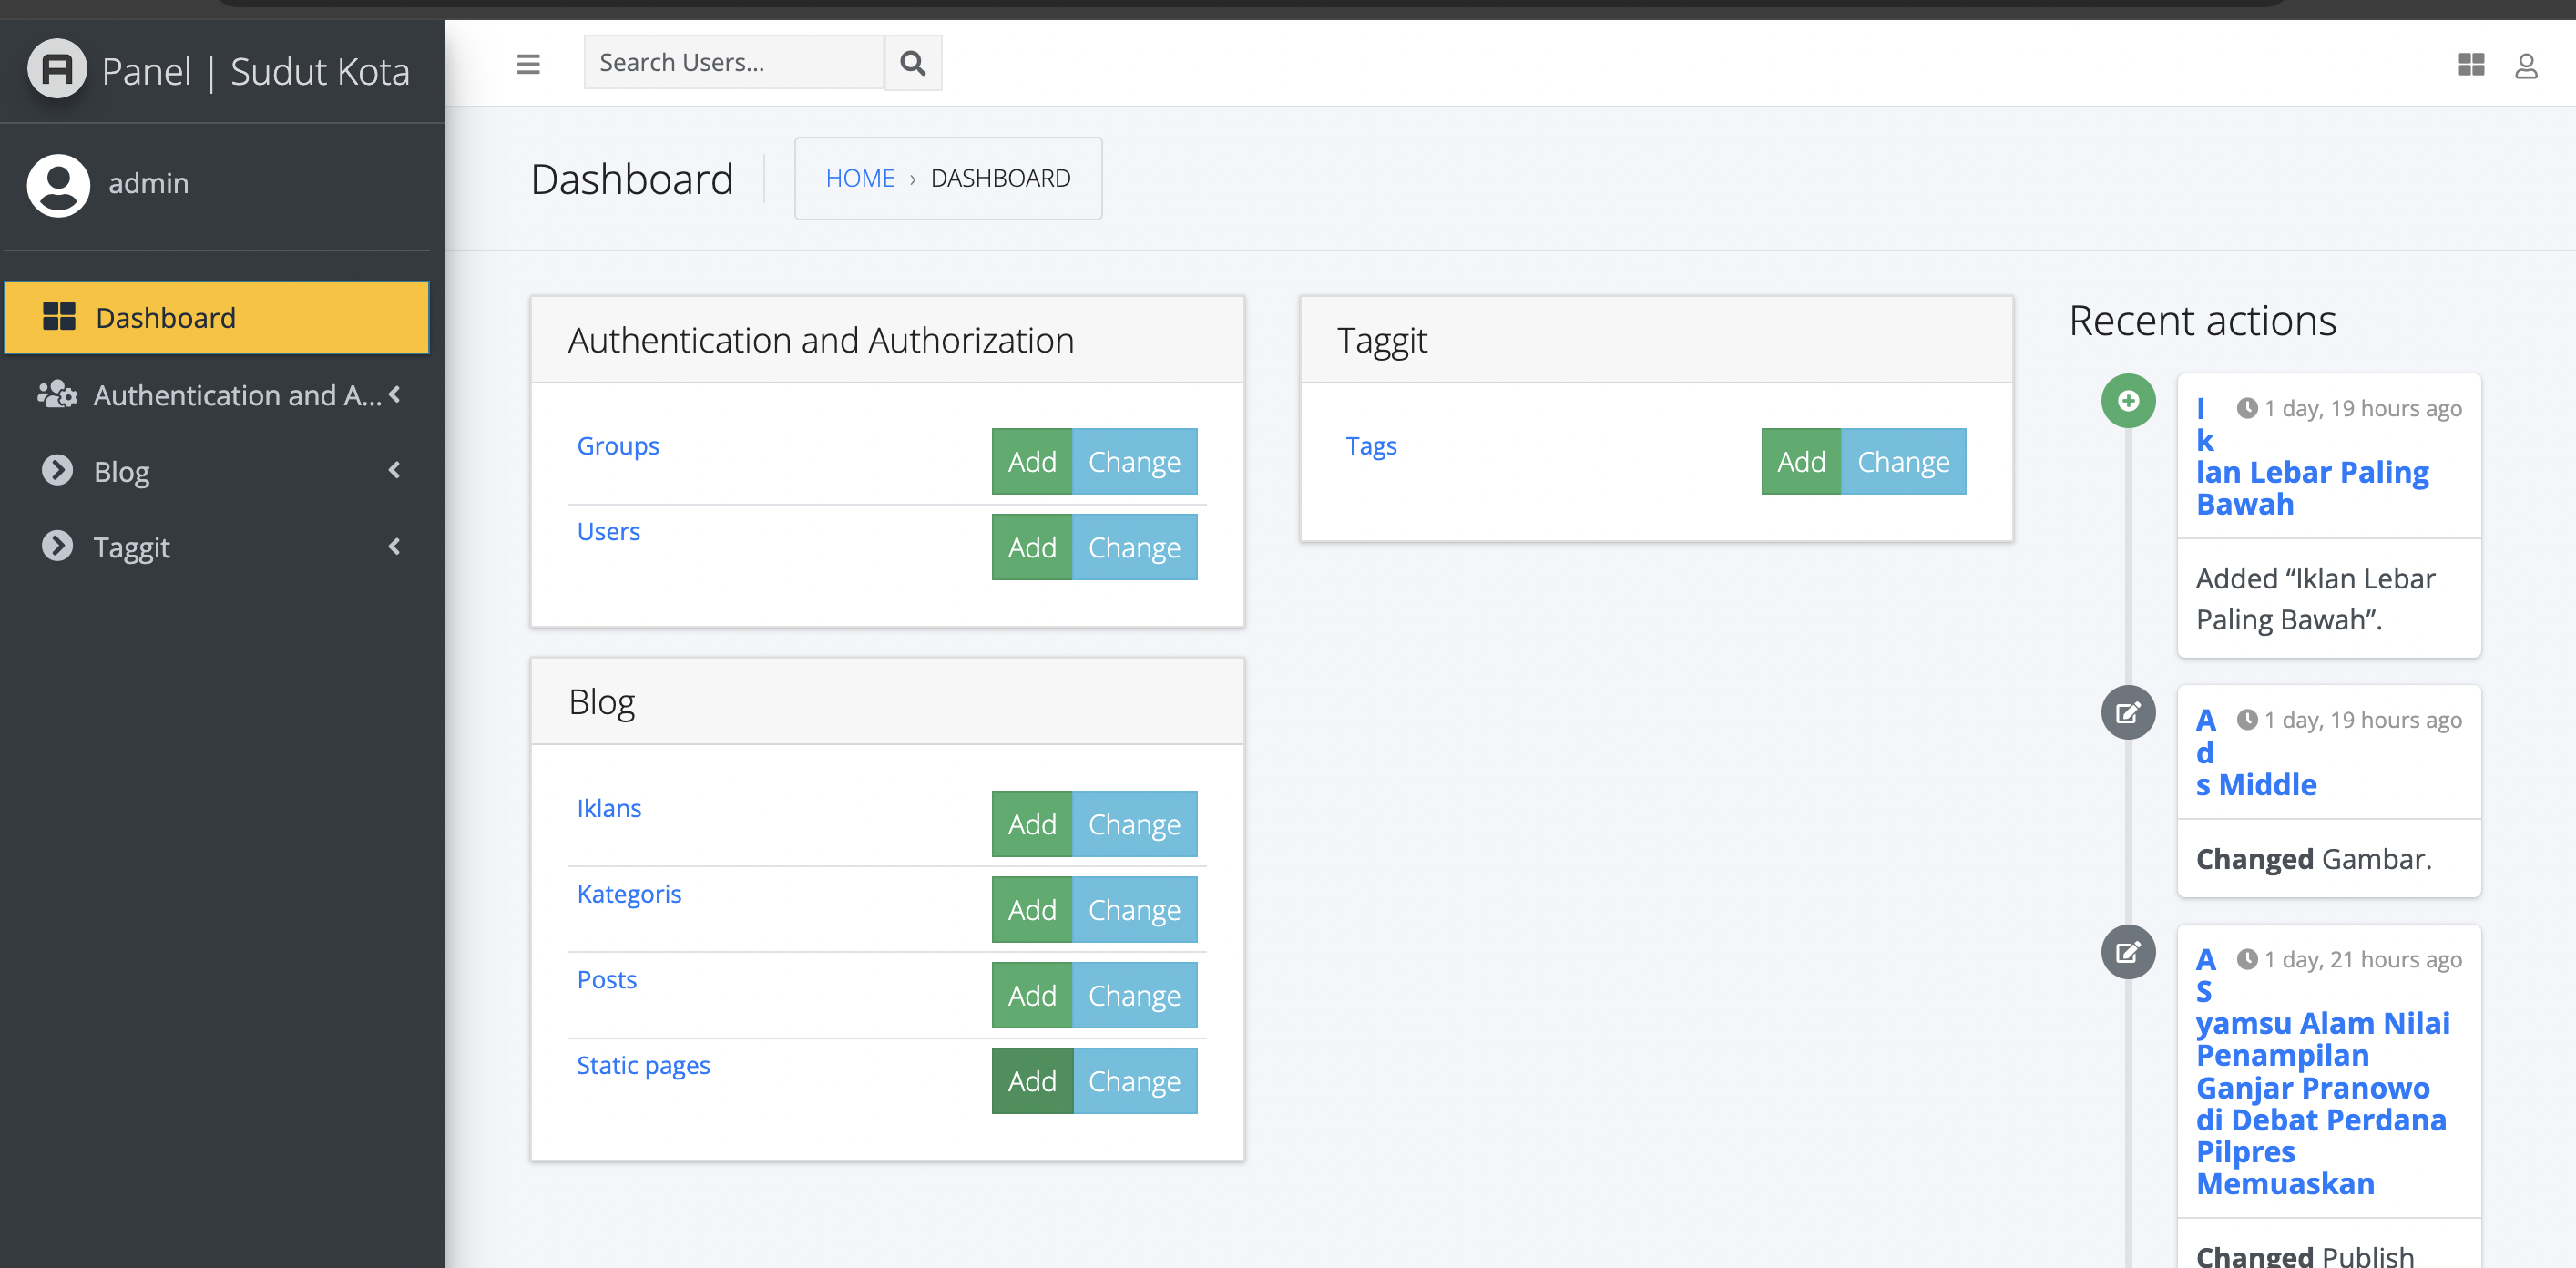 Panel | Sudut Kota
admin
Dashboard
Authentication and A...
Blog
Taggit
Search Users...
Dashboard
HOME › DASHBOARD
Authentication and Authorization
Groups Add Change
Users Add Change
Blog
Iklans Add Change
Kategoris Add Change
Posts Add Change
Static pages Add Change
Taggit
Tags Add Change
Recent actions
I 1 day, 19 hours ago
k
lan Lebar Paling
Bawah
Added “Iklan Lebar
Paling Bawah”.
A 1 day, 19 hours ago
d
s Middle
Changed Gambar.
A 1 day, 21 hours ago
S
yamsu Alam Nilai
Penampilan
Ganjar Pranowo
di Debat Perdana
Pilpres
Memuaskan
Changed Publish